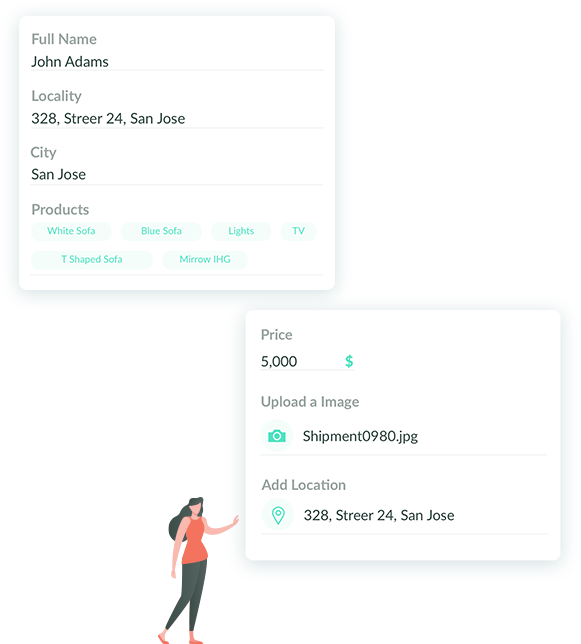 Full Name
John Adams
Locality
328, Streer 24, San Jose
City
San Jose
Products
White Sofa Blue Sofa Lights TV
T Shaped Sofa Mirrow IHG
Price
5,000 $
Upload a Image
Shipment0980.jpg
Add Location
328, Streer 24, San Jose